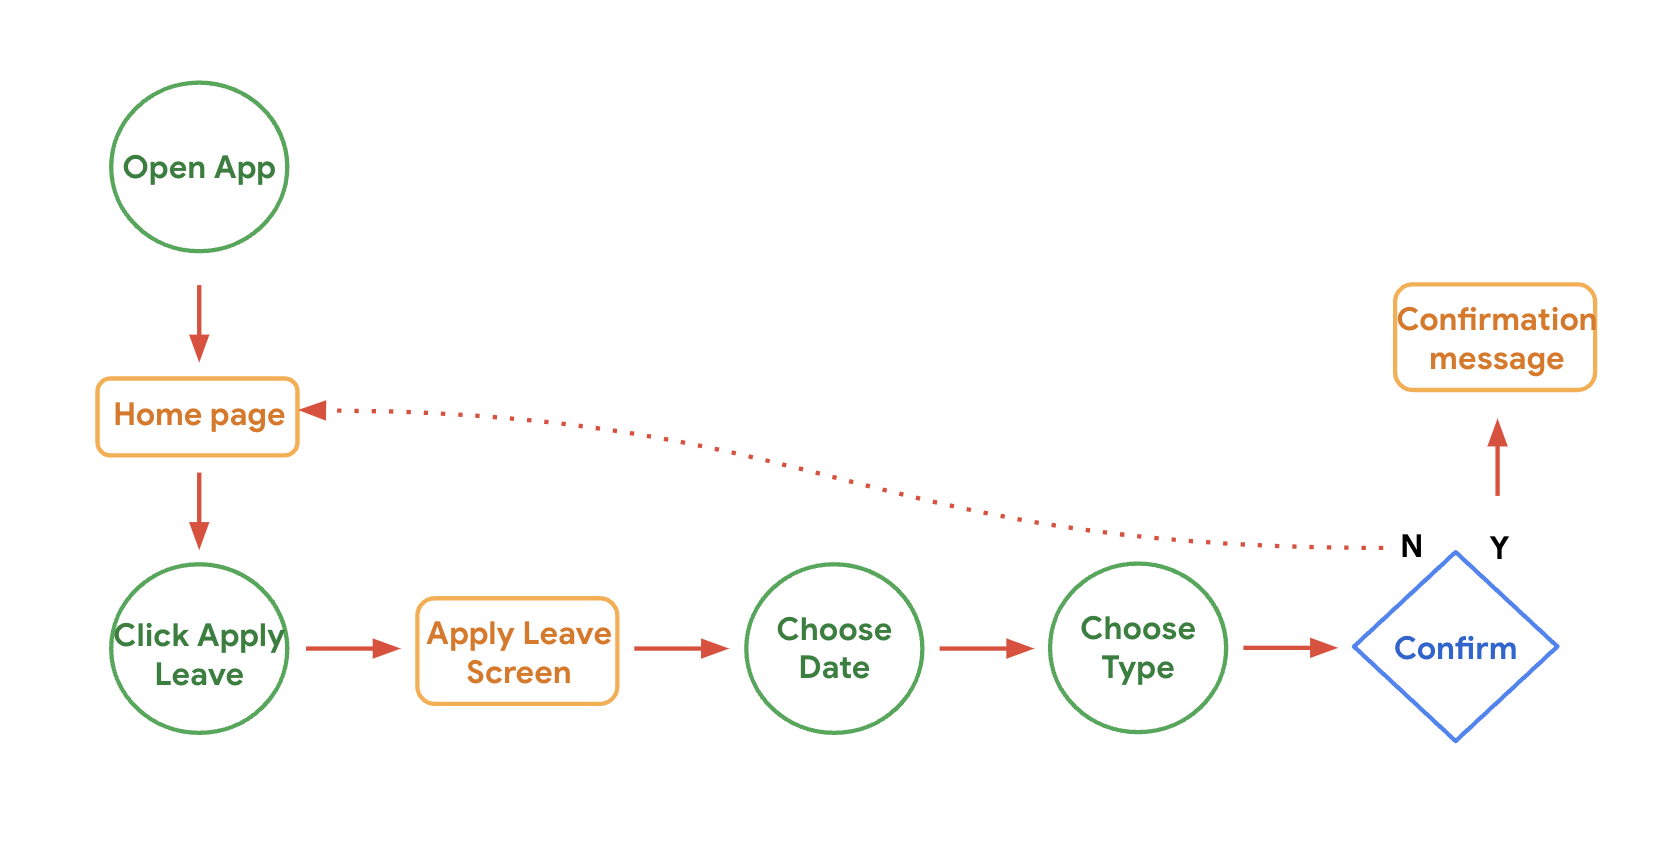 Open App
Home page
Confirmation
message
N
Y
Click Apply
Leave
Apply Leave
Screen
Choose
Date
Choose
Type
Confirm